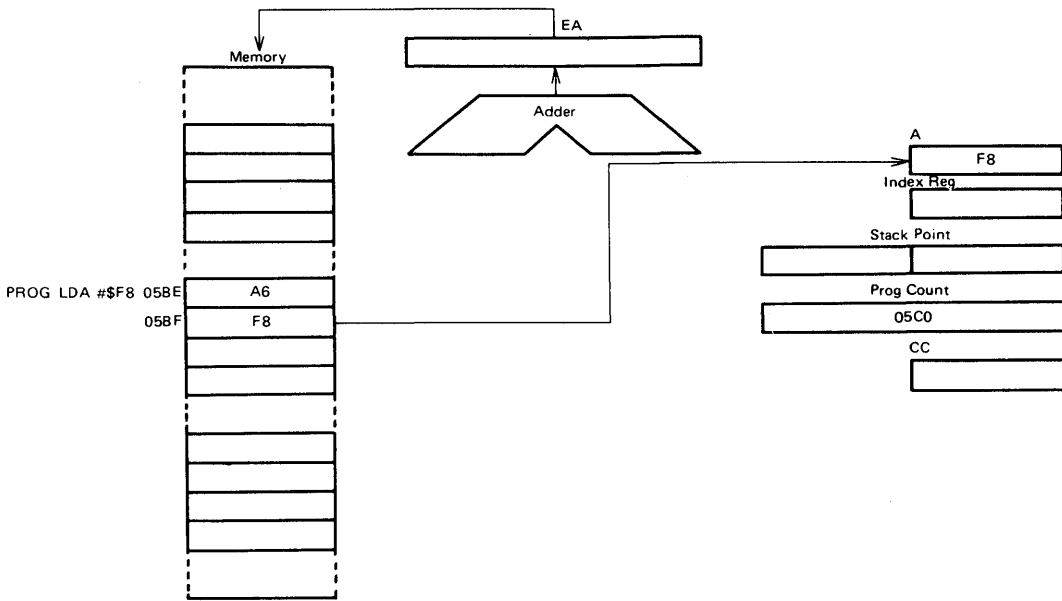 EA
Memory
Adder
A
F8
Index Reg
Stack Point
PROG LDA #$F8 05BE A6
Prog Count
05BF F8
05C0
CC